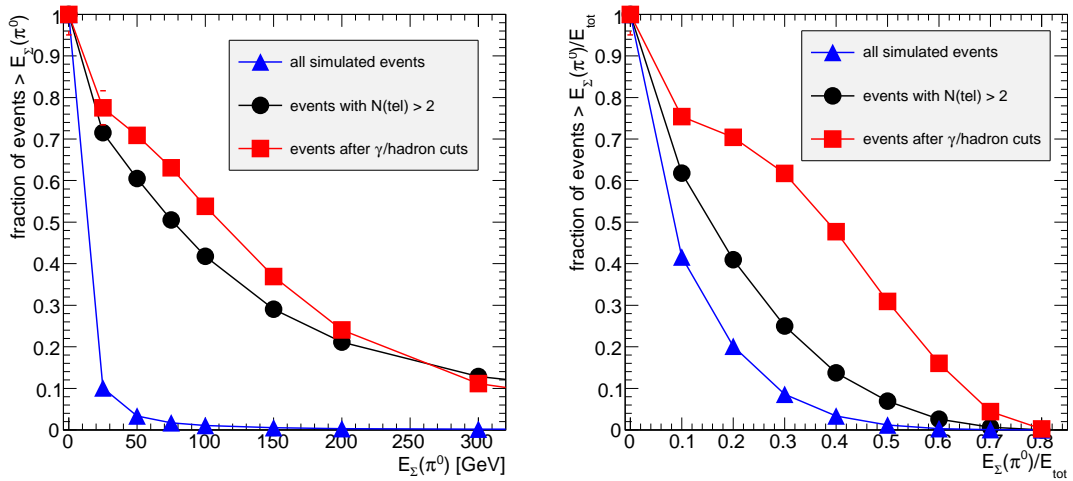 fraction of events > E_Σ(π⁰)
1
0.9
0.8
0.7
0.6
0.5
0.4
0.3
0.2
0.1
0
all simulated events
events with N(tel) > 2
events after γ/hadron cuts
0 50 100 150 200 250 300
E_Σ(π⁰) [GeV]
fraction of events > E_Σ(π⁰)/E_tot
1
0.9
0.8
0.7
0.6
0.5
0.4
0.3
0.2
0.1
0
all simulated events
events with N(tel) > 2
events after γ/hadron cuts
0 0.1 0.2 0.3 0.4 0.5 0.6 0.7 0.8
E_Σ(π⁰)/E_tot